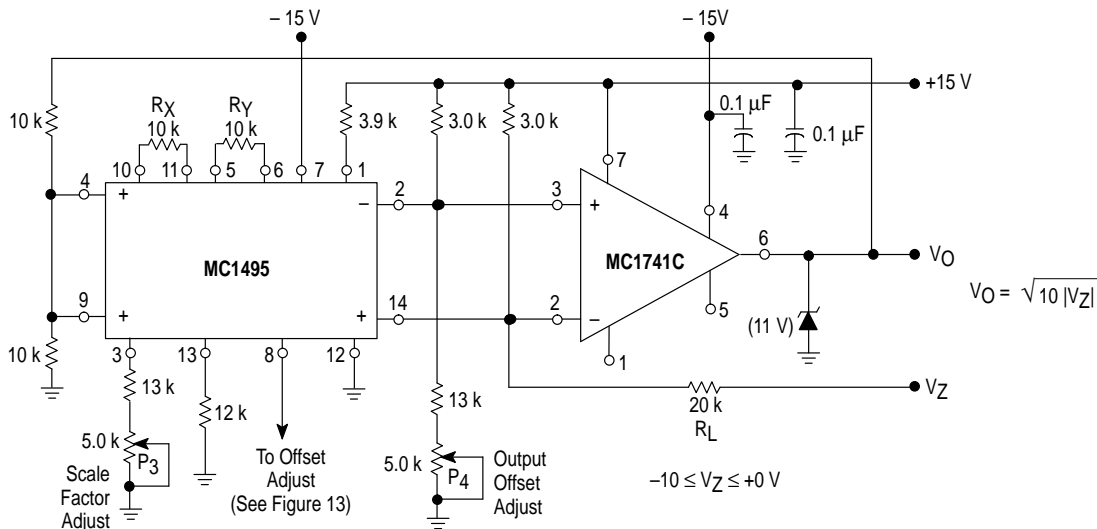 – 15 V
–15V
+15 V
10 k
RX
10 k
RY
10 k
3.9 k
3.0 k
3.0 k
0.1 μF
0.1 μF
10
11
5
6
7
1
7
4
+
–
2
3
+
4
6
MC1495
MC1741C
VO
VO = √10 |VZ|
9
+
+
14
2
–
5
(11 V)
10 k
3
13
8
12
1
VZ
13 k
12 k
13 k
20 k
RL
5.0 k
P3
To Offset
Adjust
(See Figure 13)
5.0 k
P4
Output
Offset
Adjust
–10 ≤ VZ ≤ +0 V
Scale
Factor
Adjust